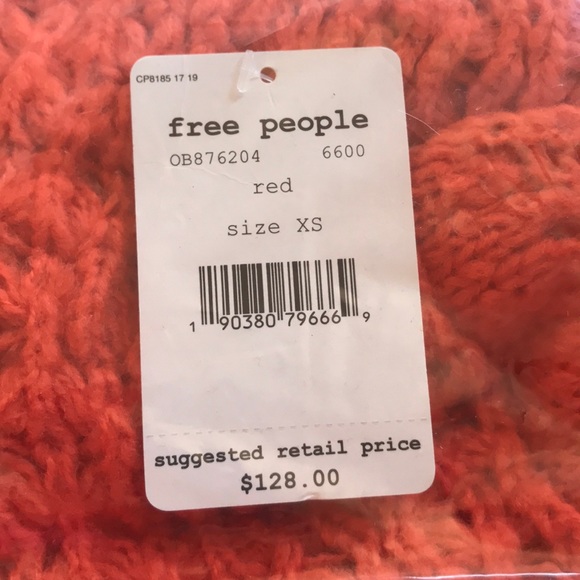 CP8185 17 19
free people
OB876204 6600
red
size XS
1 90380 79666 9
suggested retail price
$128.00